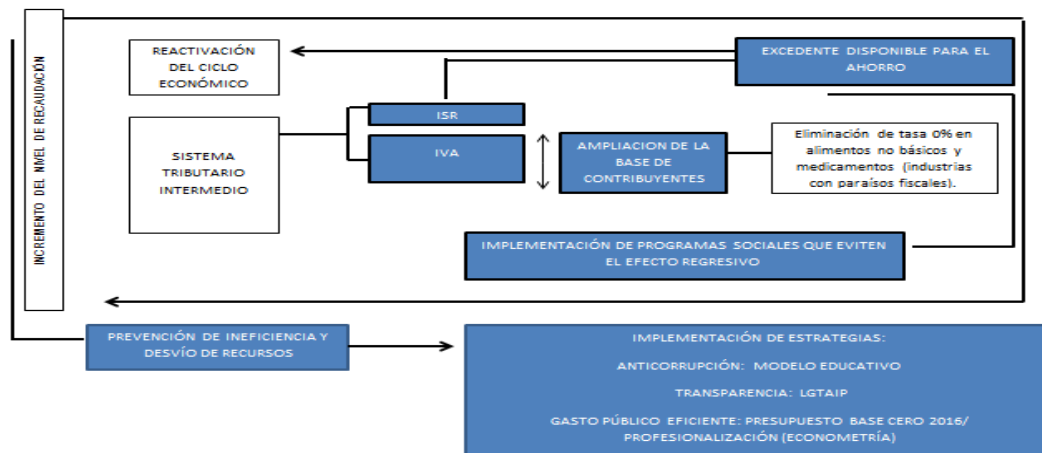 INCREMENTO DEL NIVEL DE RECAUDACIÓN
REACTIVACIÓN
DEL CICLO
ECONÓMICO
EXCEDENTE DISPONIBLE PARA EL
AHORRO
SISTEMA
TRIBUTARIO
INTERMEDIO
ISR
IVA
AMPLIACION DE LA
BASE DE
CONTRIBUYENTES
Eliminación de tasa 0% en
alimentos no básicos y
medicamentos (industrias
con paraísos fiscales).
IMPLEMENTACIÓN DE PROGRAMAS SOCIALES QUE EVITEN
EL EFECTO REGRESIVO
PREVENCIÓN DE INEFICIENCIA Y
DESVÍO DE RECURSOS
IMPLEMENTACIÓN DE ESTRATEGIAS:
ANTICORRUPCIÓN: MODELO EDUCATIVO
TRANSPARENCIA: LGTAIP
GASTO PÚBLICO EFICIENTE: PRESUPUESTO BASE CERO 2016/
PROFESIONALIZACIÓN (ECONOMETRÍA)